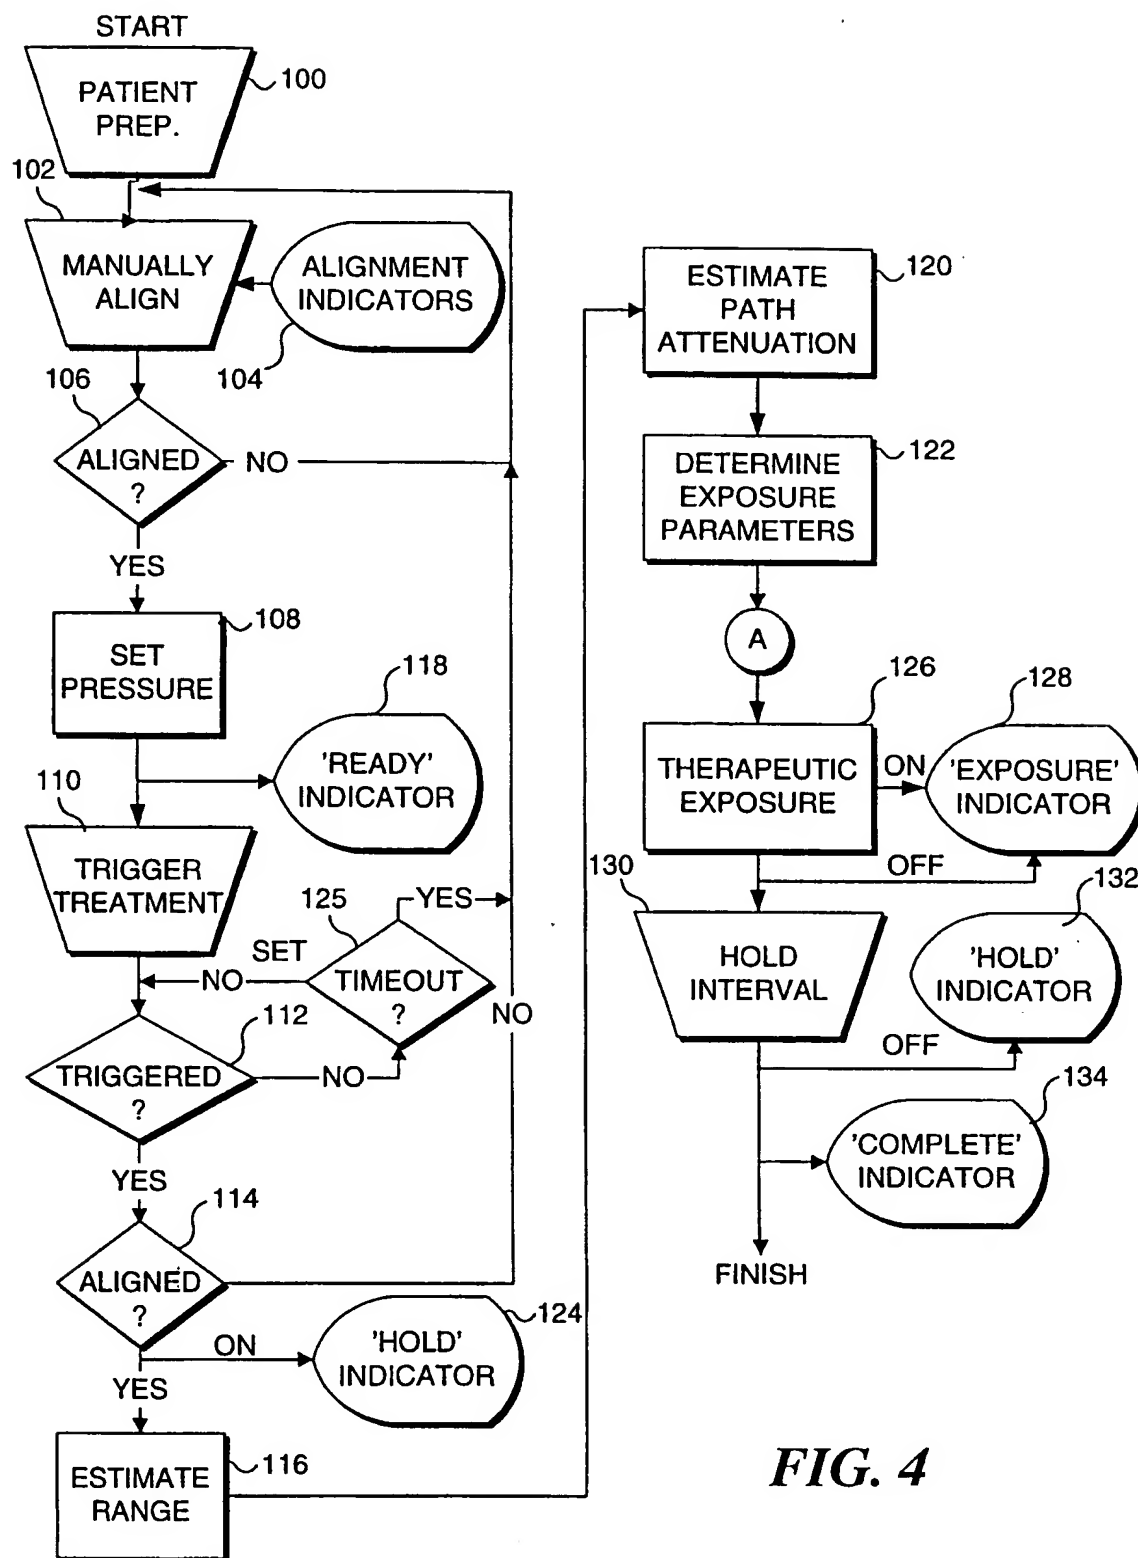 START
PATIENT
PREP.
100
102
MANUALLY
ALIGN
ALIGNMENT
INDICATORS
104
106
ALIGNED
?
NO
YES
108
SET
PRESSURE
118
'READY'
INDICATOR
110
TRIGGER
TREATMENT
125
YES
SET
NO
TIMEOUT
?
NO
112
TRIGGERED
?
NO
YES
114
ALIGNED
?
ON
'HOLD'
INDICATOR
124
YES
ESTIMATE
RANGE
116
ESTIMATE
PATH
ATTENUATION
120
DETERMINE
EXPOSURE
PARAMETERS
122
A
126
THERAPEUTIC
EXPOSURE
ON
128
'EXPOSURE'
INDICATOR
OFF
130
HOLD
INTERVAL
132
'HOLD'
INDICATOR
OFF
134
'COMPLETE'
INDICATOR
FINISH
FIG. 4